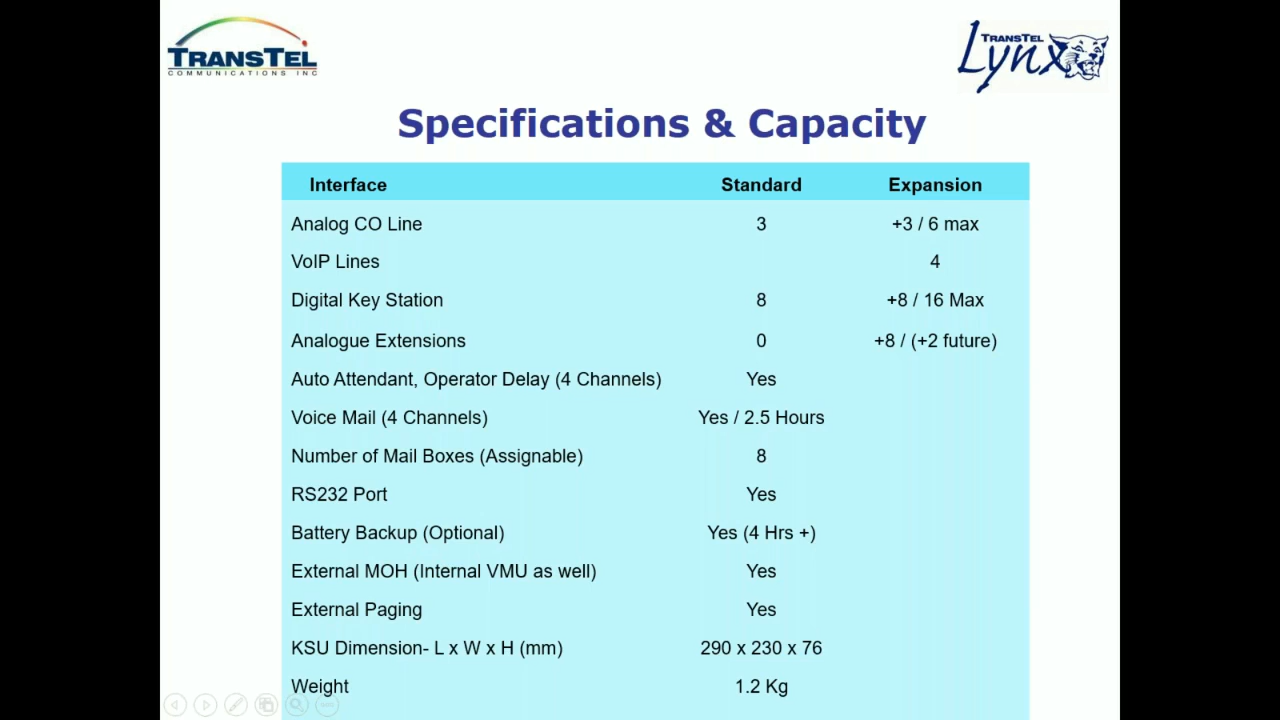 TRANSTEL
COMMUNICATIONS INC
TRANSTEL
Lynx
Specifications & Capacity
Interface Standard Expansion
Analog CO Line 3 +3 / 6 max
VoIP Lines 4
Digital Key Station 8 +8 / 16 Max
Analogue Extensions 0 +8 / (+2 future)
Auto Attendant, Operator Delay (4 Channels) Yes
Voice Mail (4 Channels) Yes / 2.5 Hours
Number of Mail Boxes (Assignable) 8
RS232 Port Yes
Battery Backup (Optional) Yes (4 Hrs +)
External MOH (Internal VMU as well) Yes
External Paging Yes
KSU Dimension- L x W x H (mm) 290 x 230 x 76
Weight 1.2 Kg